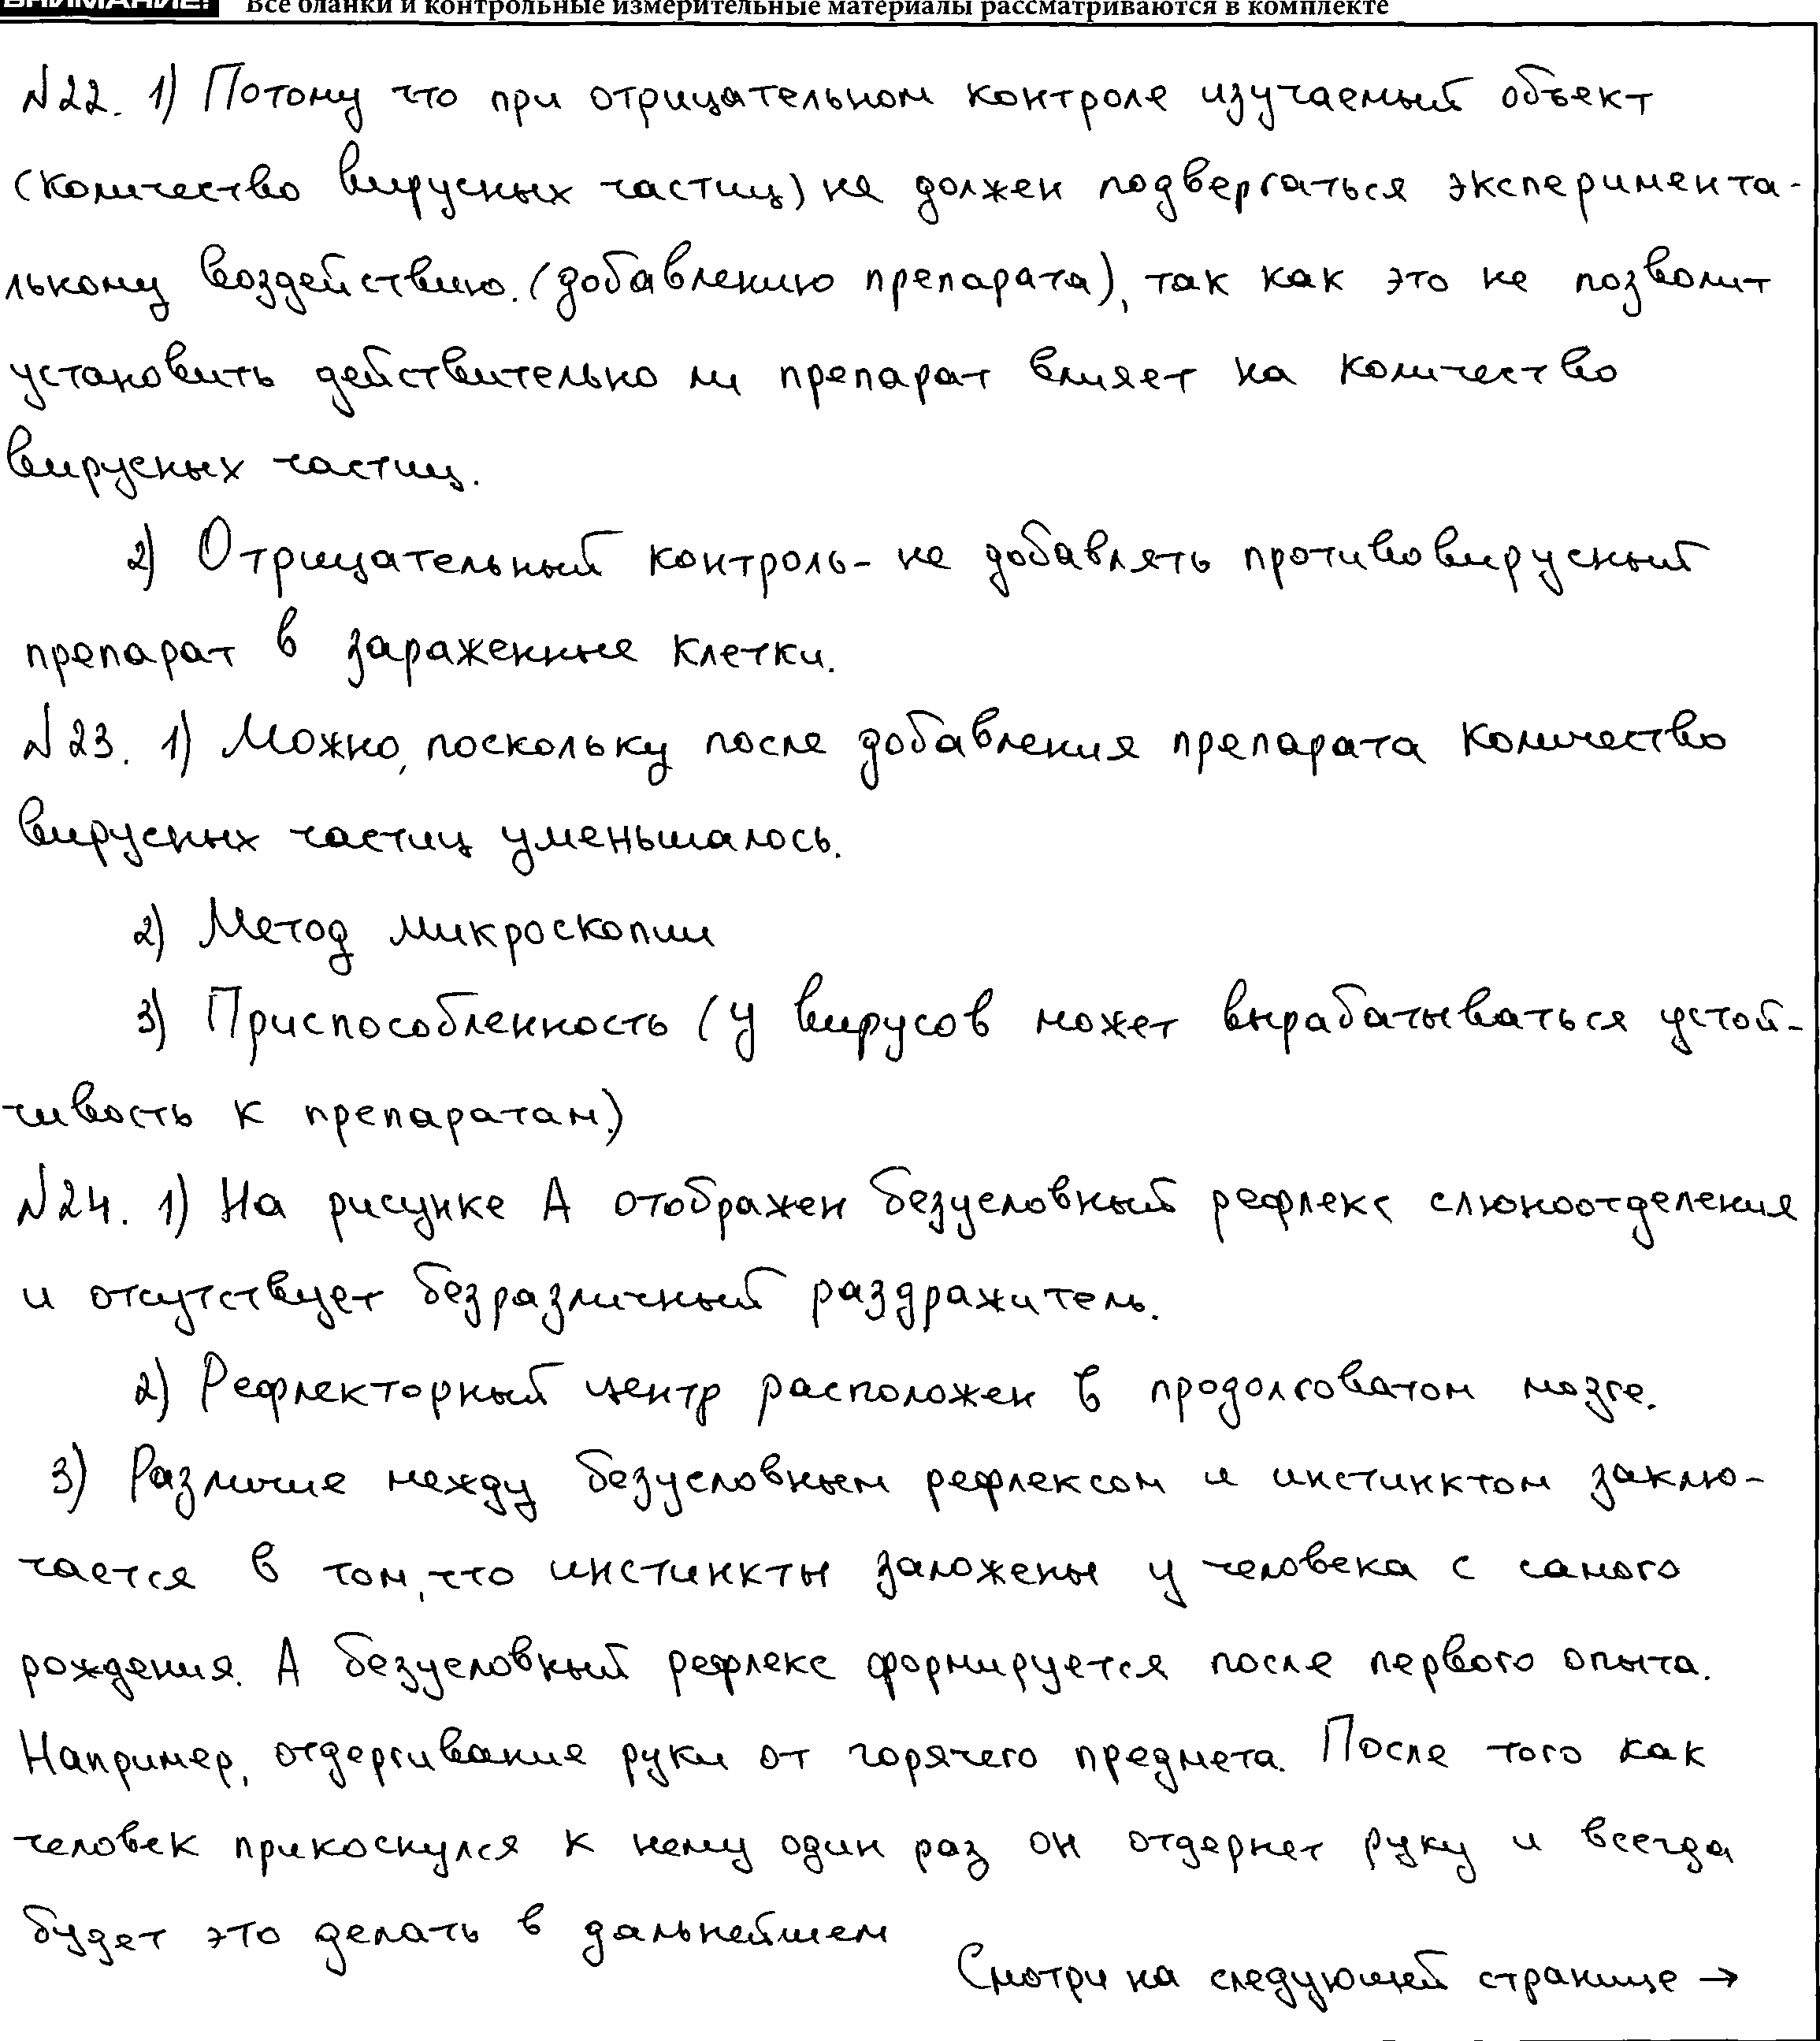 ВНИМАНИЕ! Все бланки и контрольные измерительные материалы рассматриваются в комплекте
№22. 1) Потому что при отрицательном контроле изучаемый объект
(количество вирусных частиц) не должен подвергаться эксперимента-
льному воздействию. (добавлению препарата), так как это не позволит
установить действительно ли препарат влияет на количество
вирусных частиц.
2) Отрицательный контроль - не добавлять противовирусный
препарат в зараженные клетки.
№23. 1) Можно, поскольку после добавления препарата количество
вирусных частиц уменьшалось.
2) Метод микроскопии
3) Приспособленность (у вирусов может вырабатываться устой-
чивость к препаратам.)
№24. 1) На рисунке А отображен безусловный рефлекс слюноотделения
и отсутствует безразличный раздражитель.
2) Рефлекторный центр расположен в продолговатом мозге.
3) Различие между безусловным рефлексом и инстинктом заклю-
чается в том, что инстинкты заложены у человека с самого
рождения. А безусловный рефлекс формируется после первого опыта.
Например, отдергивание руки от горячего предмета. После того как
человек прикоснулся к нему один раз он отдернет руку и всегда
будет это делать в дальнейшем
Смотри на следующей странице →